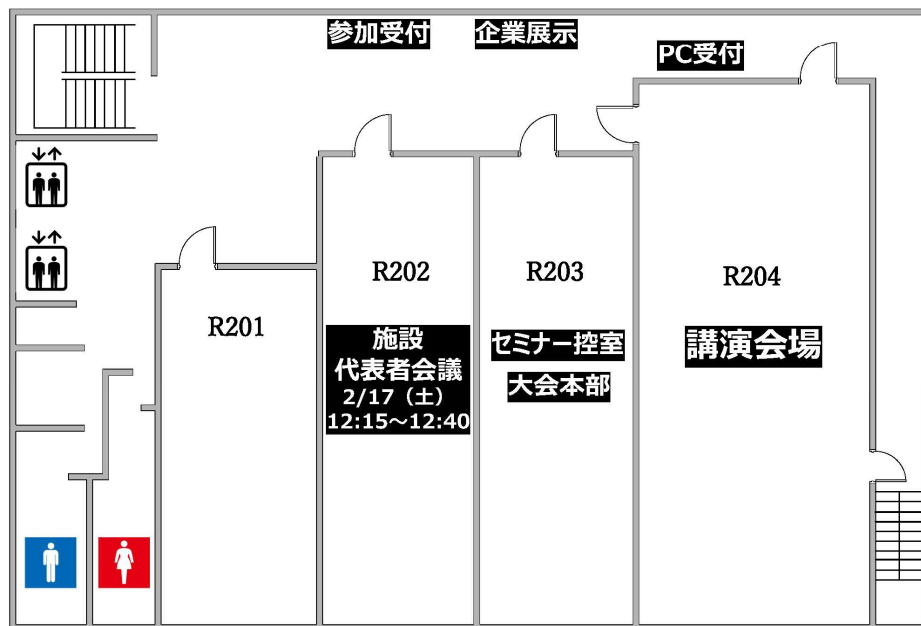 参加受付
企業展示
PC受付
R201
R202
施設
代表者会議
2/17（土）
12:15～12:40
R203
セミナー控室
大会本部
R204
講演会場